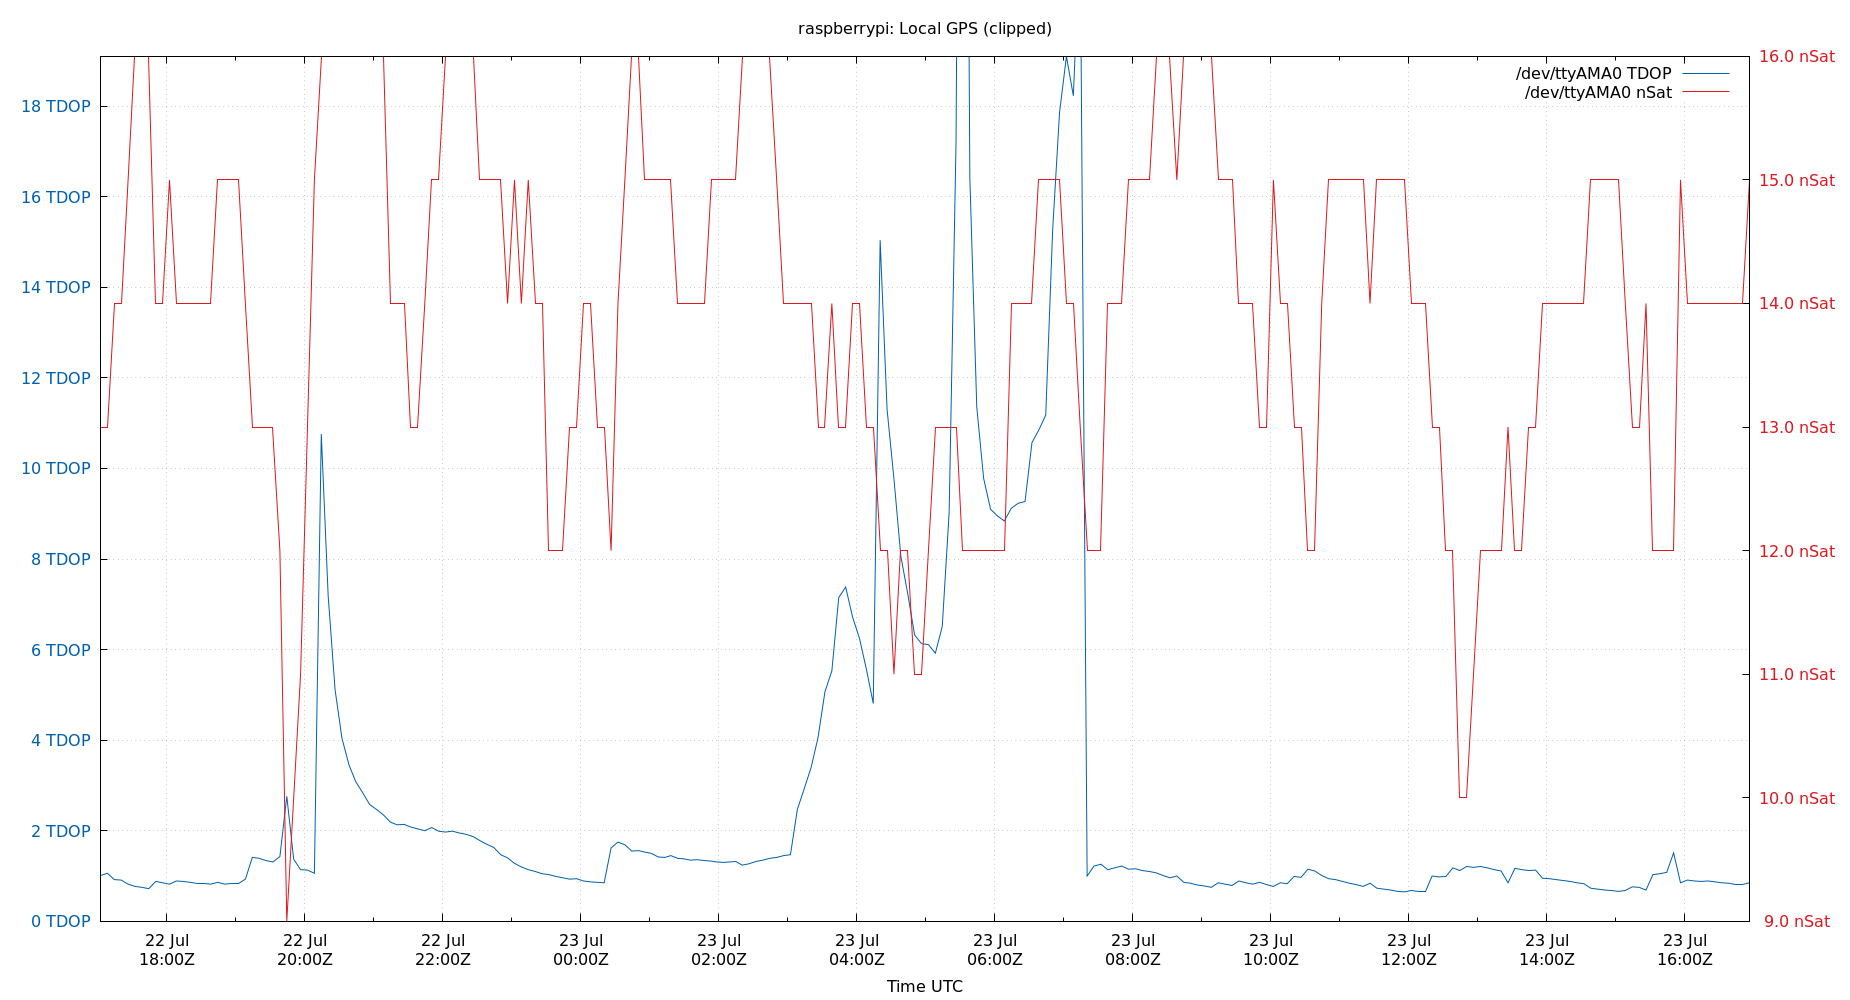 raspberrypi: Local GPS (clipped)
/dev/ttyAMA0 TDOP
/dev/ttyAMA0 nSat
18 TDOP
16 TDOP
14 TDOP
12 TDOP
10 TDOP
8 TDOP
6 TDOP
4 TDOP
2 TDOP
0 TDOP
16.0 nSat
15.0 nSat
14.0 nSat
13.0 nSat
12.0 nSat
11.0 nSat
10.0 nSat
9.0 nSat
22 Jul
18:00Z
22 Jul
20:00Z
22 Jul
22:00Z
23 Jul
00:00Z
23 Jul
02:00Z
23 Jul
04:00Z
23 Jul
06:00Z
23 Jul
08:00Z
23 Jul
10:00Z
23 Jul
12:00Z
23 Jul
14:00Z
23 Jul
16:00Z
Time UTC